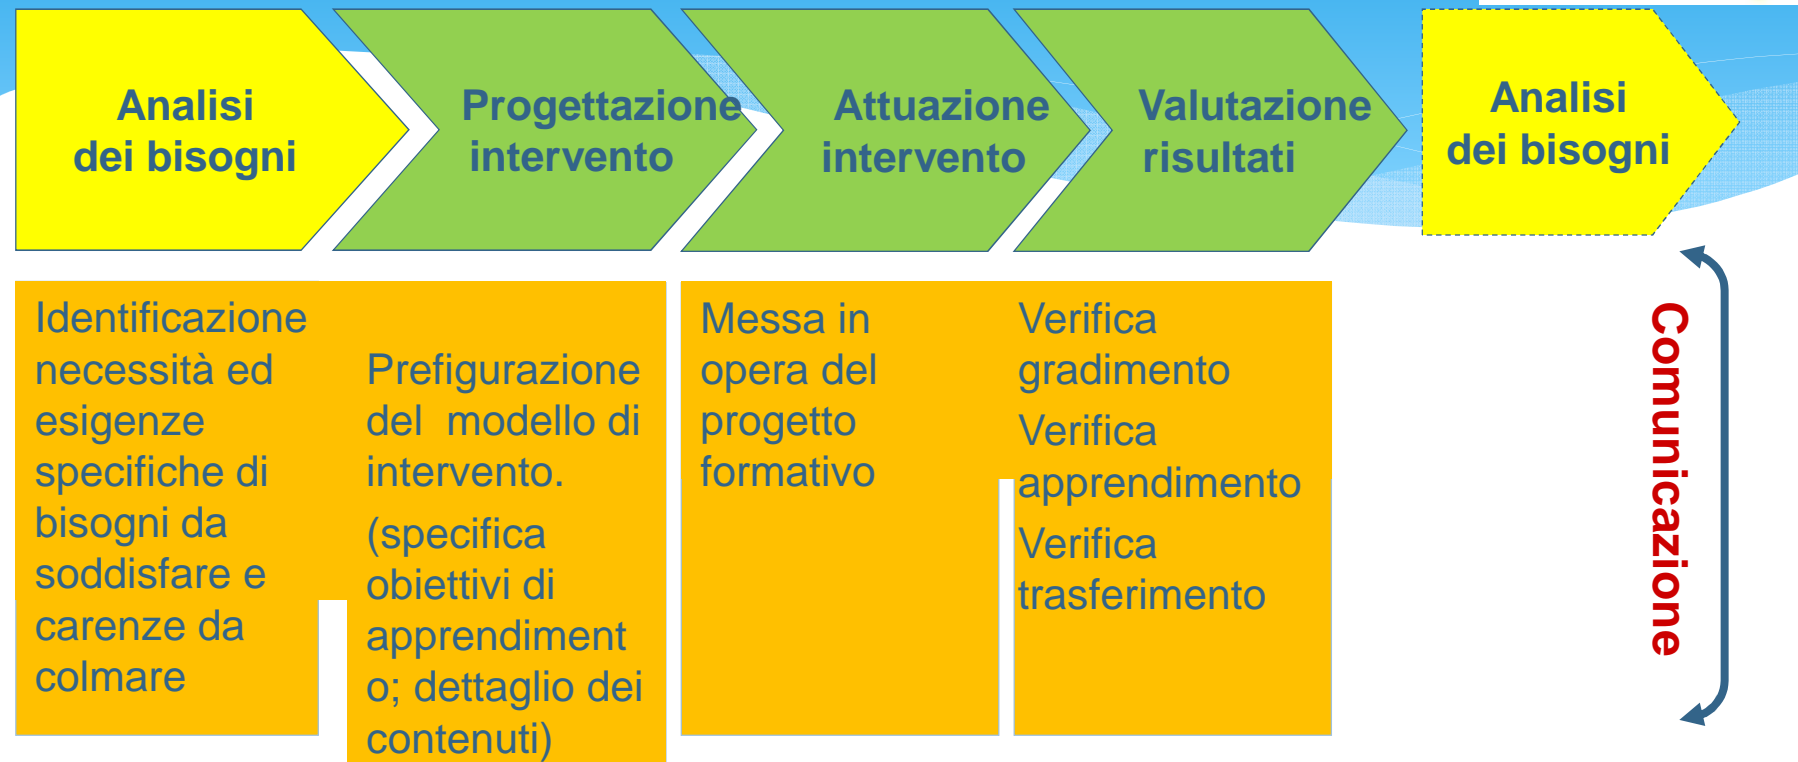 Analisi
dei bisogni
Progettazione
intervento
Attuazione
intervento
Valutazione
risultati
Analisi
dei bisogni
Identificazione
necessità ed
esigenze
specifiche di
bisogni da
soddisfare e
carenze da
colmare
Prefigurazione
del modello di
intervento.
(specifica
obiettivi di
apprendiment
o; dettaglio dei
contenuti)
Messa in
opera del
progetto
formativo
Verifica
gradimento
Verifica
apprendimento
Verifica
trasferimento
Comunicazione